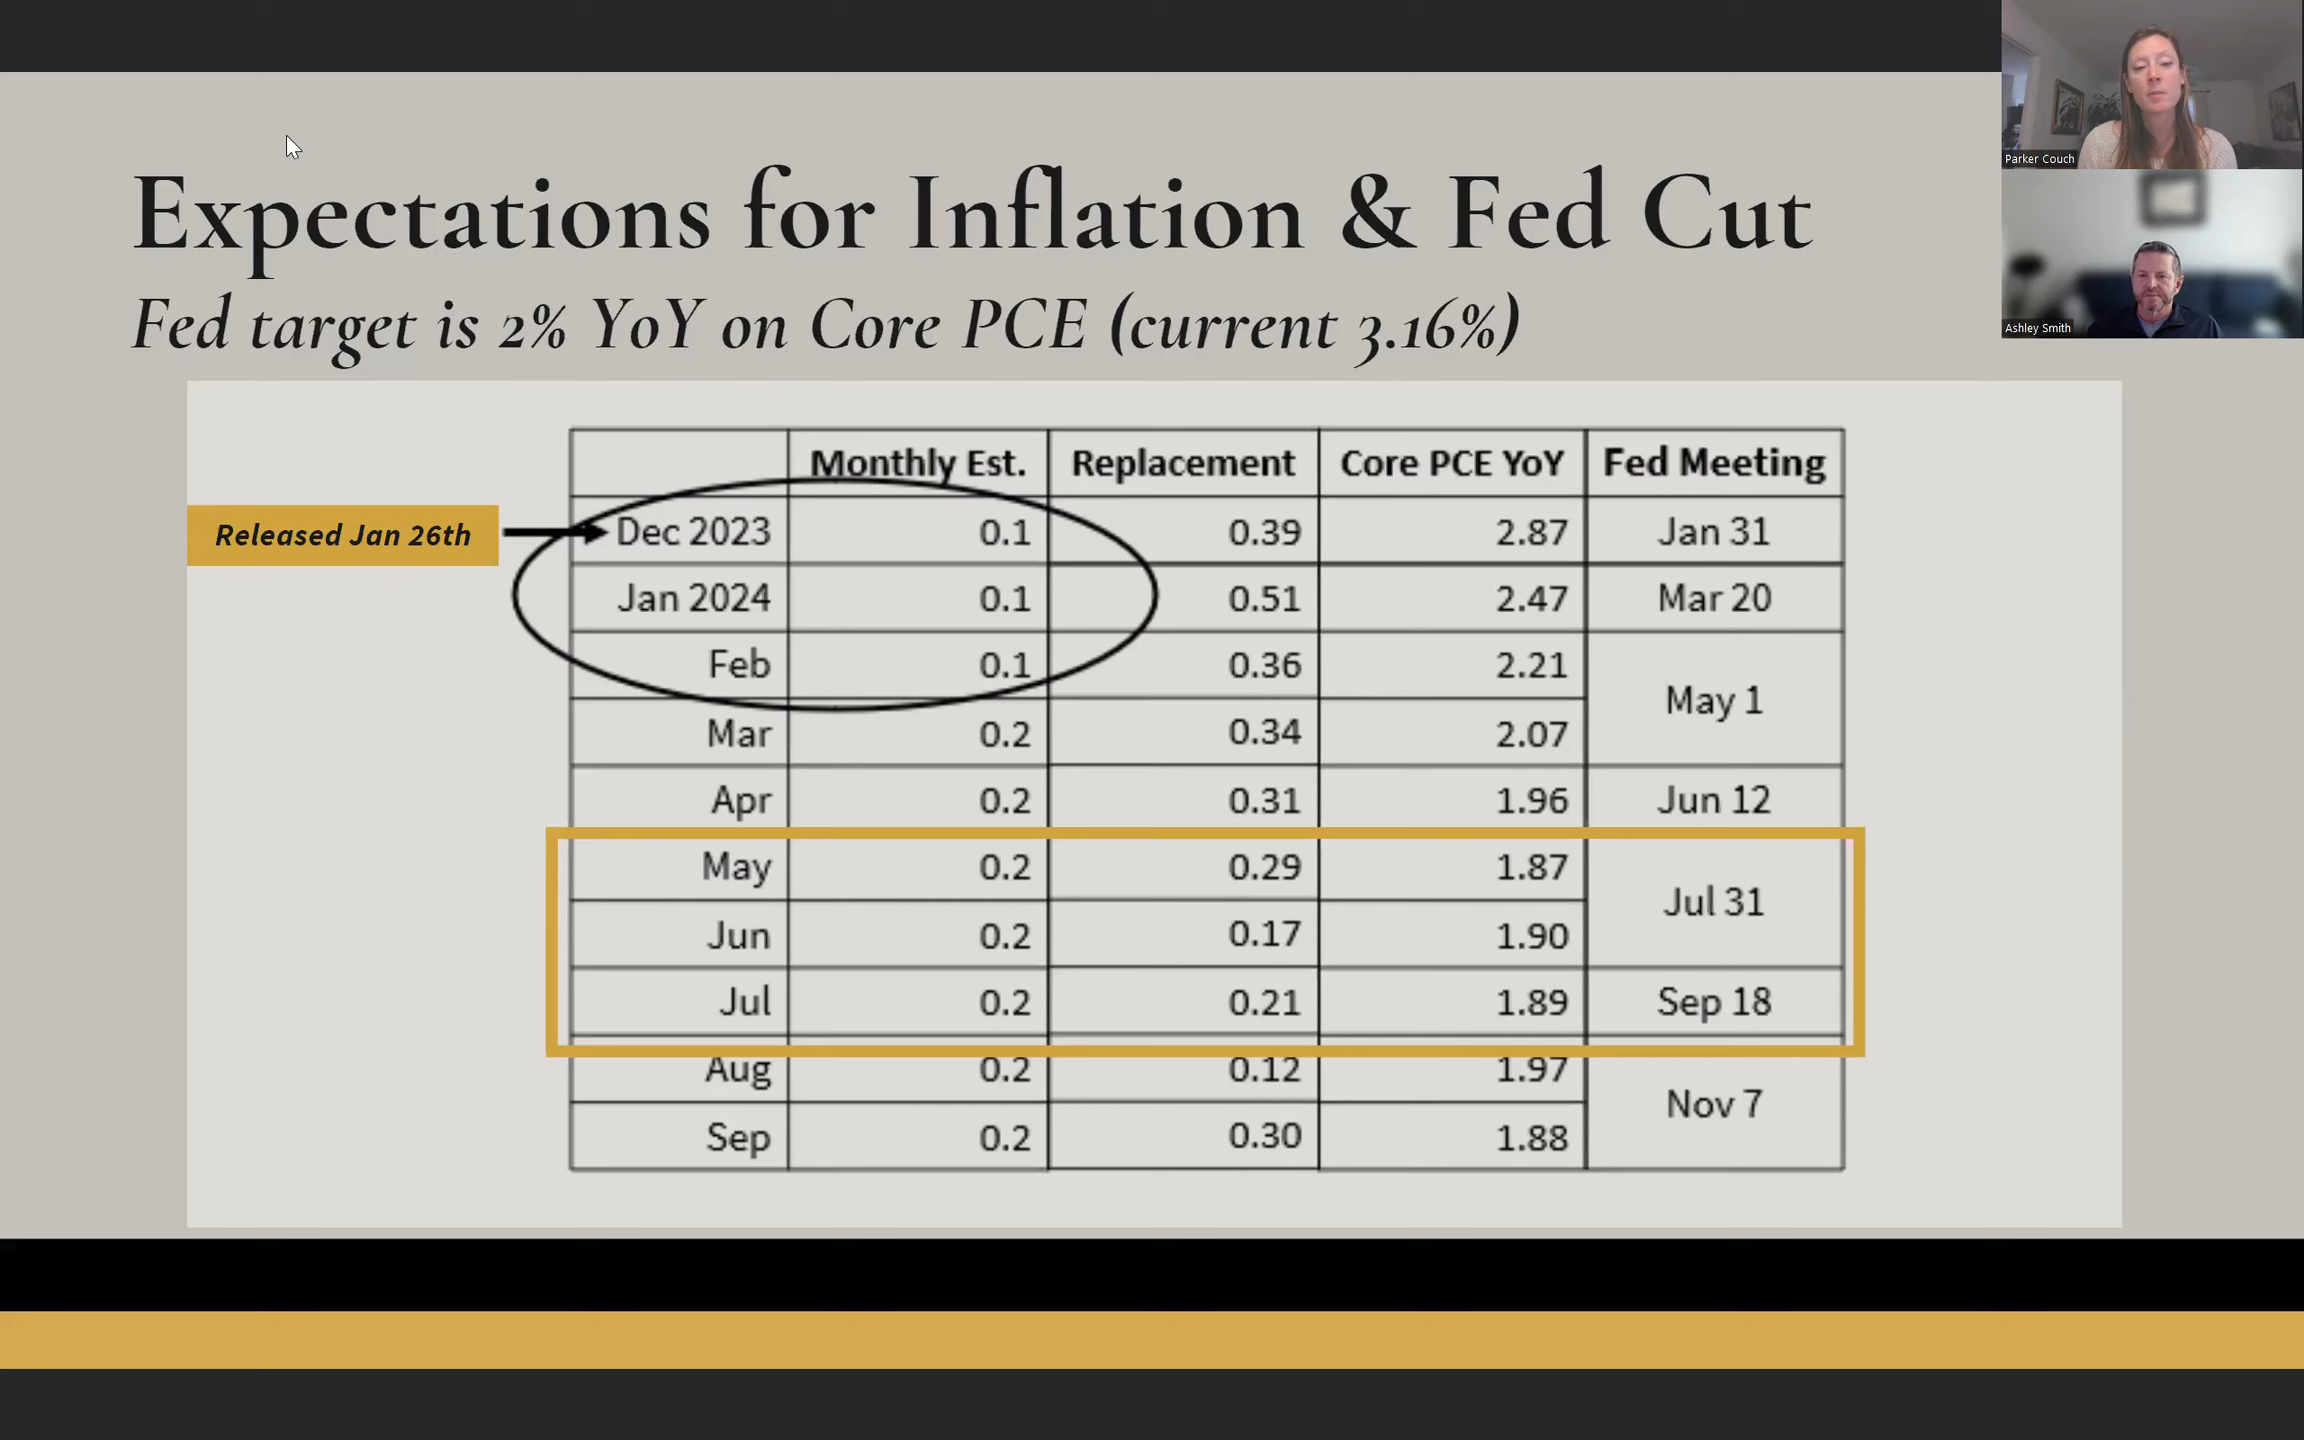 Parker Couch
Ashley Smith
Expectations for Inflation & Fed Cut
Fed target is 2% YoY on Core PCE (current 3.16%)
Released Jan 26th
Monthly Est. Replacement Core PCE YoY Fed Meeting
Dec 2023 0.1 0.39 2.87 Jan 31
Jan 2024 0.1 0.51 2.47 Mar 20
Feb 0.1 0.36 2.21
May 1
Mar 0.2 0.34 2.07
Apr 0.2 0.31 1.96 Jun 12
May 0.2 0.29 1.87
Jul 31
Jun 0.2 0.17 1.90
Jul 0.2 0.21 1.89 Sep 18
Aug 0.2 0.12 1.97
Nov 7
Sep 0.2 0.30 1.88